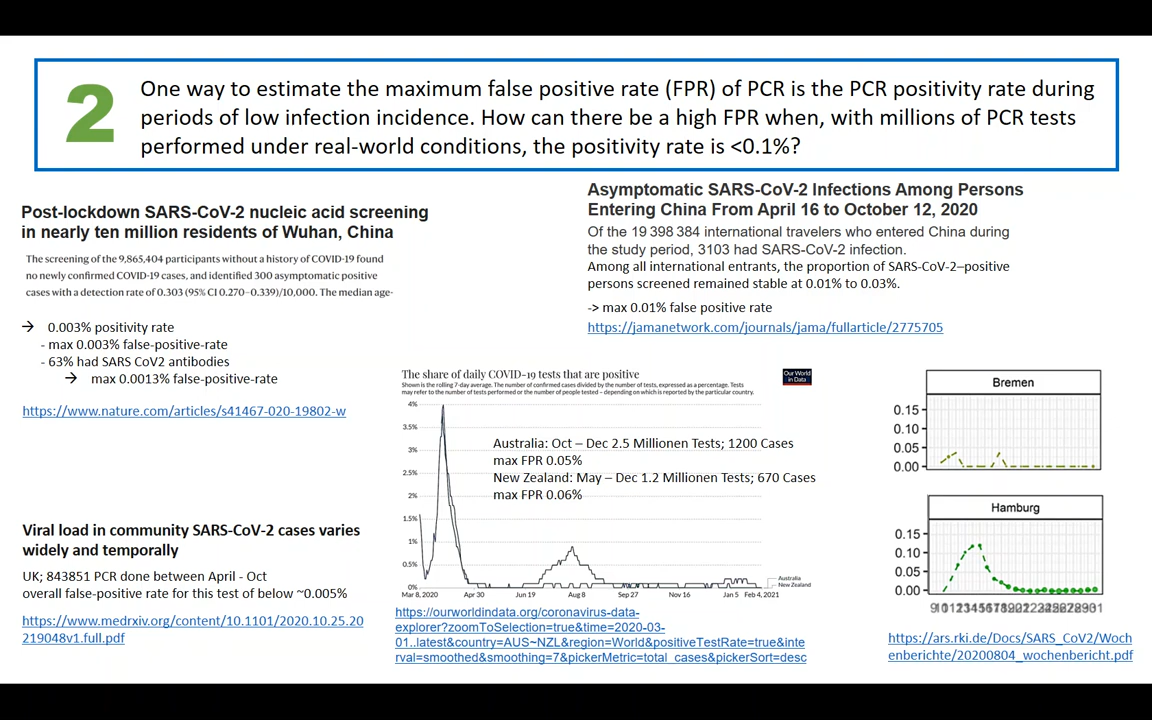 2
One way to estimate the maximum false positive rate (FPR) of PCR is the PCR positivity rate during
periods of low infection incidence. How can there be a high FPR when, with millions of PCR tests
performed under real-world conditions, the positivity rate is <0.1%?
Post-lockdown SARS-CoV-2 nucleic acid screening
in nearly ten million residents of Wuhan, China
The screening of the 9,865,404 participants without a history of COVID-19 found
no newly confirmed COVID-19 cases, and identified 300 asymptomatic positive
cases with a detection rate of 0.303 (95% CI 0.270–0.339)/10,000. The median age-
→ 0.003% positivity rate
- max 0.003% false-positive-rate
- 63% had SARS CoV2 antibodies
→ max 0.0013% false-positive-rate
https://www.nature.com/articles/s41467-020-19802-w
Asymptomatic SARS-CoV-2 Infections Among Persons
Entering China From April 16 to October 12, 2020
Of the 19 398 384 international travelers who entered China during
the study period, 3103 had SARS-CoV-2 infection.
Among all international entrants, the proportion of SARS-CoV-2–positive
persons screened remained stable at 0.01% to 0.03%.
-> max 0.01% false positive rate
https://jamanetwork.com/journals/jama/fullarticle/2775705
Viral load in community SARS-CoV-2 cases varies
widely and temporally
UK; 843851 PCR done between April - Oct
overall false-positive rate for this test of below ~0.005%
https://www.medrxiv.org/content/10.1101/2020.10.25.20
219048v1.full.pdf
The share of daily COVID-19 tests that are positive
Shown is the rolling 7-day average. The number of confirmed cases divided by the number of tests, expressed as a percentage. Tests
may refer to the number of tests performed or the number of people tested – depending on which is reported by the particular country.
Our World
in Data
4%
3.5%
3%
2.5%
2%
1.5%
1%
0.5%
0%
Australia: Oct – Dec 2.5 Millionen Tests; 1200 Cases
max FPR 0.05%
New Zealand: May – Dec 1.2 Millionen Tests; 670 Cases
max FPR 0.06%
Australia
New Zealand
Mar 8, 2020 Apr 30 Jun 19 Aug 8 Sep 27 Nov 16 Jan 5 Feb 4, 2021
https://ourworldindata.org/coronavirus-data-
explorer?zoomToSelection=true&time=2020-03-
01..latest&country=AUS~NZL&region=World&positiveTestRate=true&inte
rval=smoothed&smoothing=7&pickerMetric=total_cases&pickerSort=desc
Bremen
0.15
0.10
0.05
0.00
Hamburg
0.15
0.10
0.05
0.00
https://ars.rki.de/Docs/SARS_CoV2/Woch
enberichte/20200804_wochenbericht.pdf